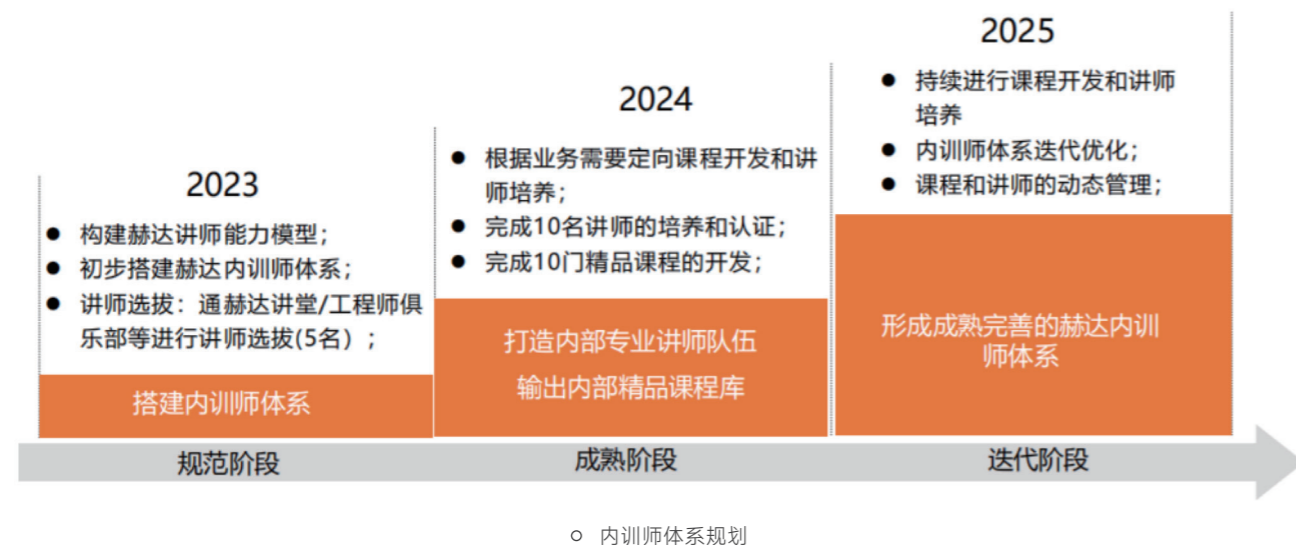 2023
● 构建赫达讲师能力模型；
● 初步搭建赫达内训师体系；
● 讲师选拔：通赫达讲堂/工程师俱
乐部等进行讲师选拔(5名）；
搭建内训师体系
规范阶段
2024
● 根据业务需要定向课程开发和讲
师培养；
● 完成10名讲师的培养和认证；
● 完成10门精品课程的开发；
打造内部专业讲师队伍
输出内部精品课程库
成熟阶段
2025
● 持续进行课程开发和讲师
培养
● 内训师体系迭代优化；
● 课程和讲师的动态管理；
形成成熟完善的赫达内训
师体系
迭代阶段
○ 内训师体系规划